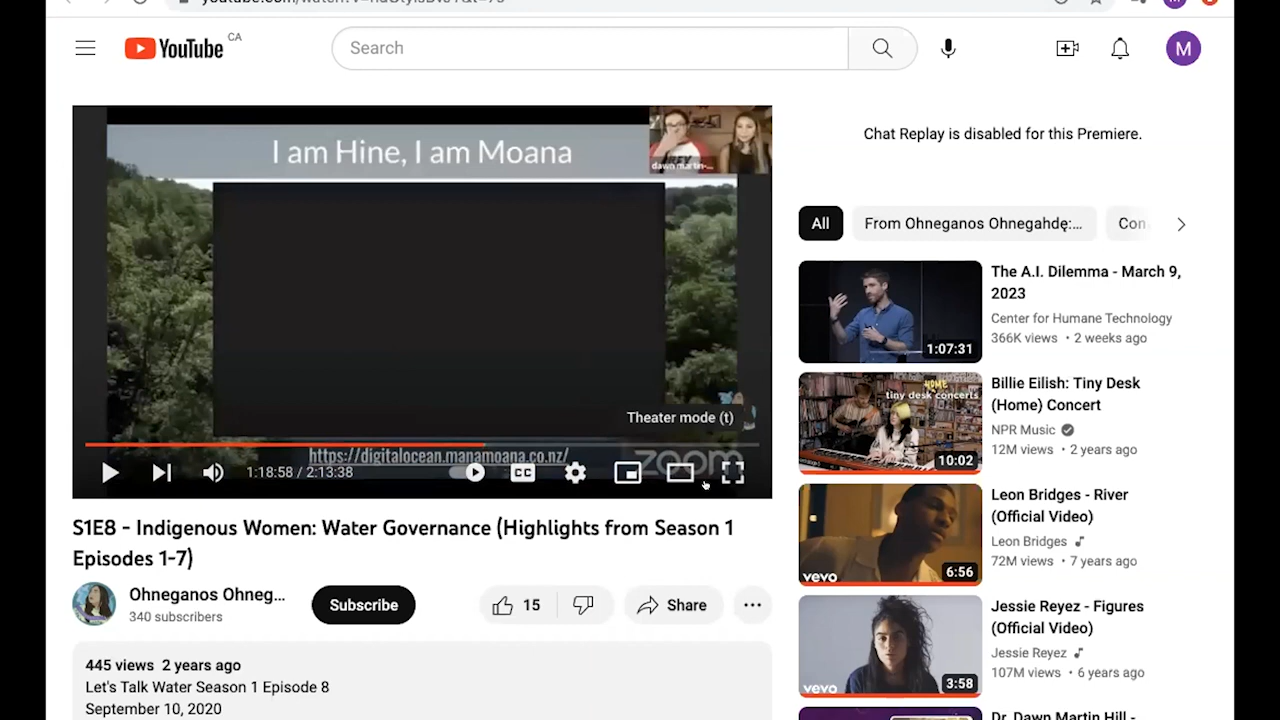 YouTube
CA
Search
M
I am Hine, I am Moana
dawn martin-...
Theater mode (t)
https://digitalocean.manamoana.co.nz/
zoom
1:18:58 / 2:13:38
CC
S1E8 - Indigenous Women: Water Governance (Highlights from Season 1
Episodes 1-7)
Ohneganos Ohneg...
340 subscribers
Subscribe
15
Share
445 views 2 years ago
Let's Talk Water Season 1 Episode 8
September 10, 2020
Chat Replay is disabled for this Premiere.
All
From Ohneganos Ohnegahdę:...
Con
1:07:31
The A.I. Dilemma - March 9,
2023
Center for Humane Technology
366K views • 2 weeks ago
HOME
tiny desk concerts
10:02
Billie Eilish: Tiny Desk
(Home) Concert
NPR Music
12M views • 2 years ago
vevo
6:56
Leon Bridges - River
(Official Video)
Leon Bridges
72M views • 7 years ago
vevo
3:58
Jessie Reyez - Figures
(Official Video)
Jessie Reyez
107M views • 6 years ago
Dr. Dawn Martin Hill -